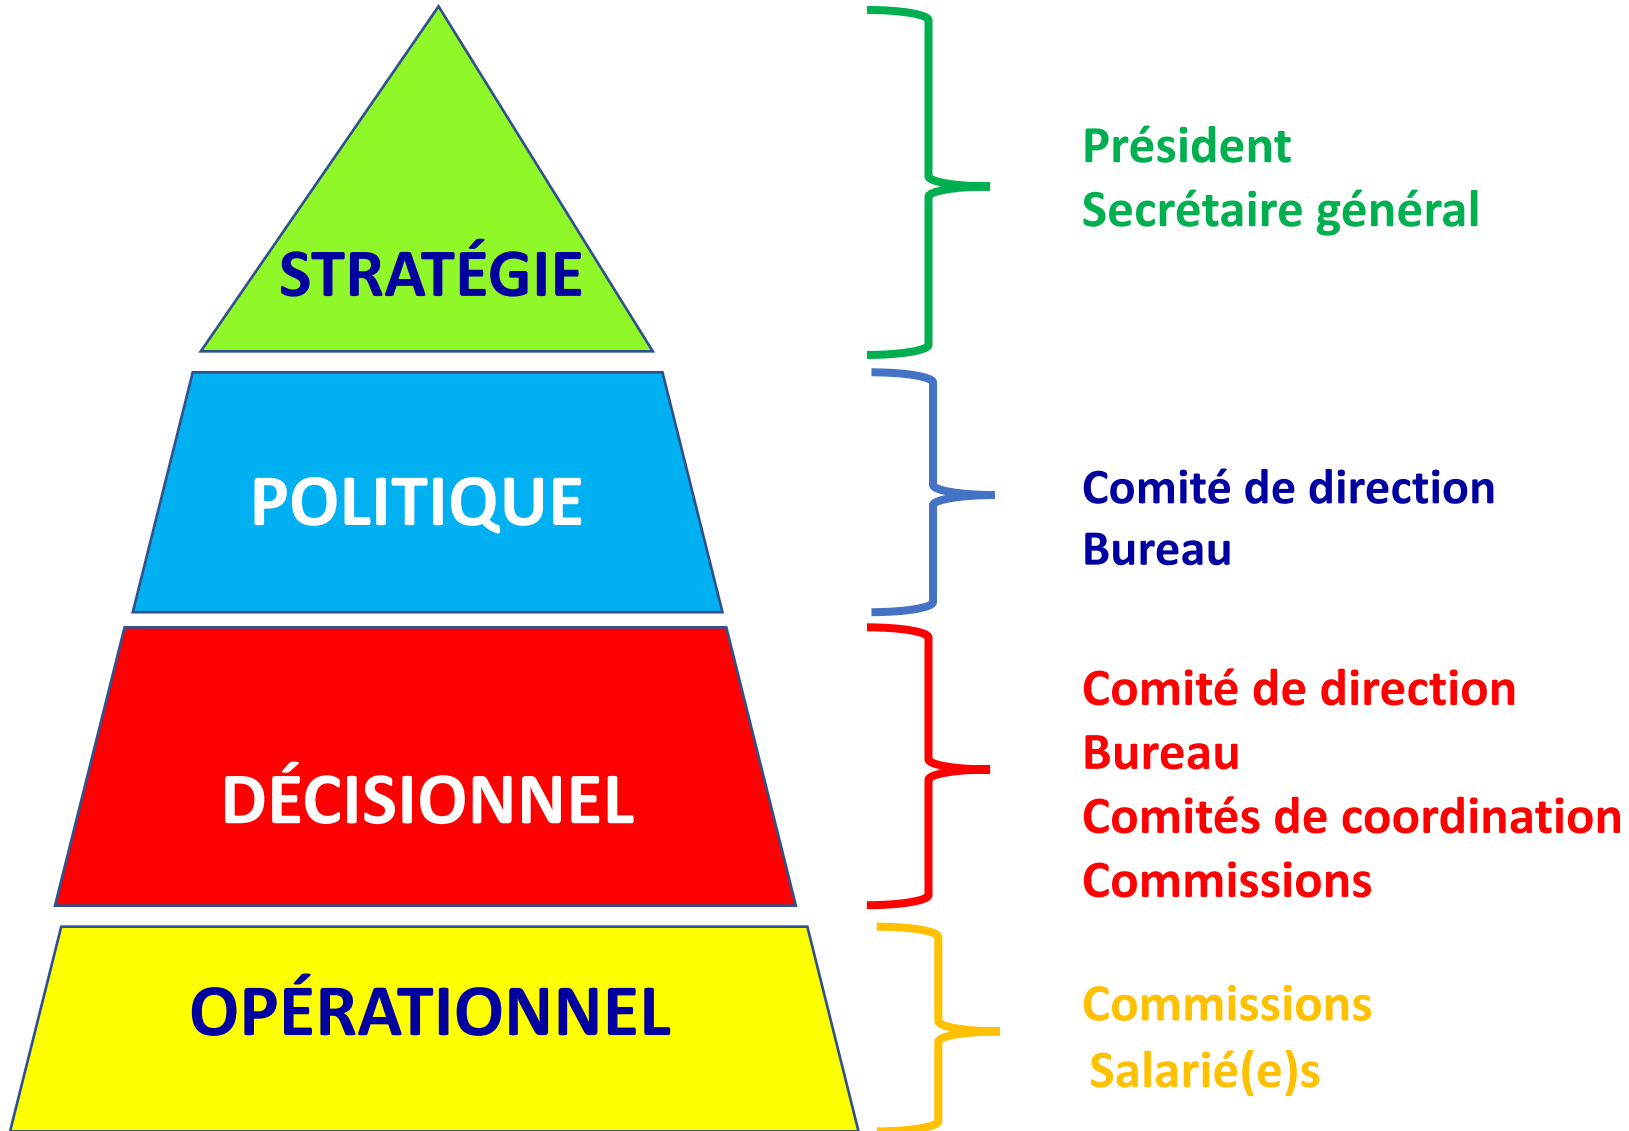 STRATÉGIE
Président
Secrétaire général
POLITIQUE
Comité de direction
Bureau
DÉCISIONNEL
Comité de direction
Bureau
Comités de coordination
Commissions
OPÉRATIONNEL
Commissions
Salarié(e)s